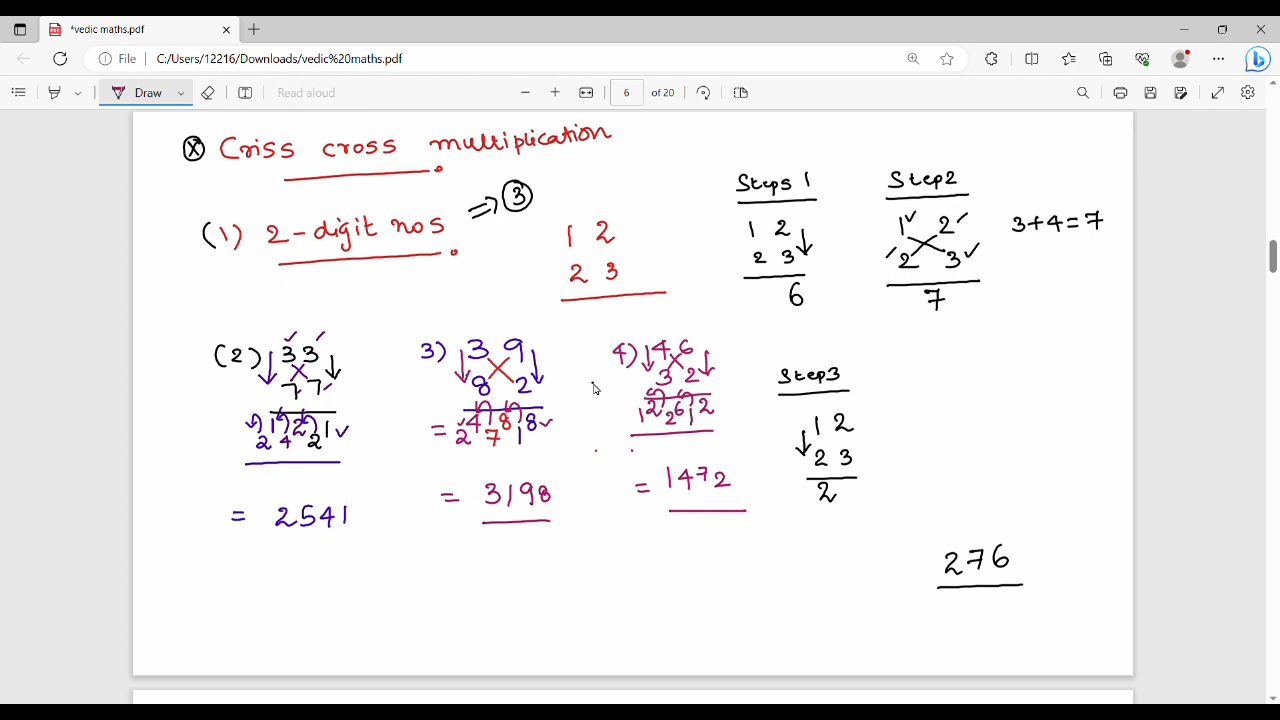 *vedic maths.pdf
File C:/Users/12216/Downloads/vedic%20maths.pdf
Draw Read aloud 6 of 20
Criss cross multiplication
(1) 2-digit nos => 3
1 2
2 3
Steps 1
1 2
2 3
6
Step2
1 2
2 3
7
3+4=7
(2) 3 3
7 7
1 2 1
2 4 2
= 2541
3) 3 9
8 2
= 4 8 8
2 7 1
= 3198
4) 4 6
3 2
1 2 2 6 1 2
= 1472
Step3
1 2
2 3
2
276